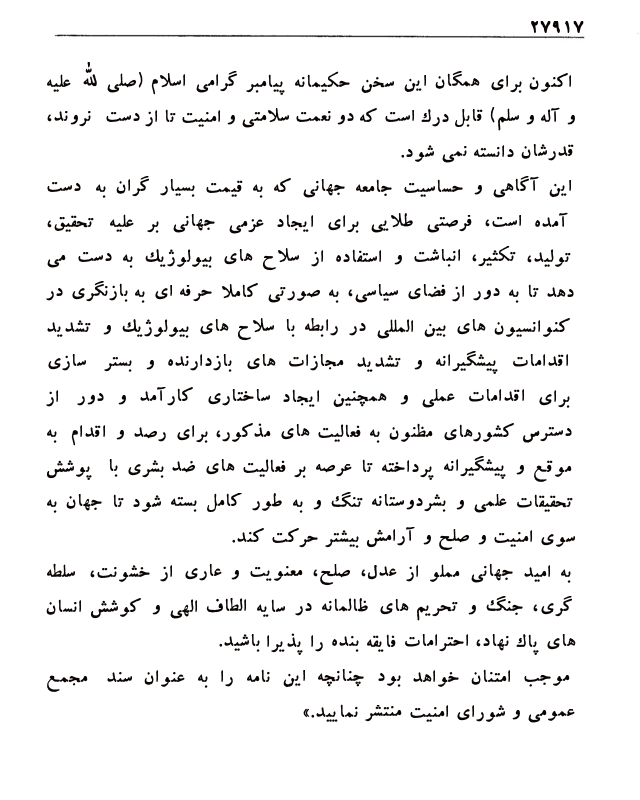 ۲۷۹۱۷
اکنون برای همگان این سخن حکیمانه پیامبر گرامی اسلام (صلی لله علیه
و آله و سلم) قابل درك است که دو نعمت سلامتی و امنیت تا از دست نروند،
قدرشان دانسته نمی شود.
این آگاهی و حساسیت جامعه جهانی که به قیمت بسیار گران به دست
آمده است، فرصتی طلایی برای ایجاد عزمی جهانی بر علیه تحقیق،
تولید، تکثیر، انباشت و استفاده از سلاح های بیولوژیك به دست می
دهد تا به دور از فضای سیاسی، به صورتی کاملا حرفه ای به بازنگری در
کنوانسیون های بین المللی در رابطه با سلاح های بیولوژیك و تشدید
اقدامات پیشگیرانه و تشدید مجازات های بازدارنده و بستر سازی
برای اقدامات عملی و همچنین ایجاد ساختاری کارآمد و دور از
دسترس کشورهای مظنون به فعالیت های مذکور، برای رصد و اقدام به
موقع و پیشگیرانه پرداخته تا عرصه بر فعالیت های ضد بشری با پوشش
تحقیقات علمی و بشردوستانه تنگ و به طور کامل بسته شود تا جهان به
سوی امنیت و صلح و آرامش بیشتر حرکت کند.
به امید جهانی مملو از عدل، صلح، معنویت و عاری از خشونت، سلطه
گری، جنگ و تحریم های ظالمانه در سایه الطاف الهی و کوشش انسان
های پاك نهاد، احترامات فایقه بنده را پذیرا باشید.
موجب امتنان خواهد بود چنانچه این نامه را به عنوان سند مجمع
عمومی و شورای امنیت منتشر نمایید.»